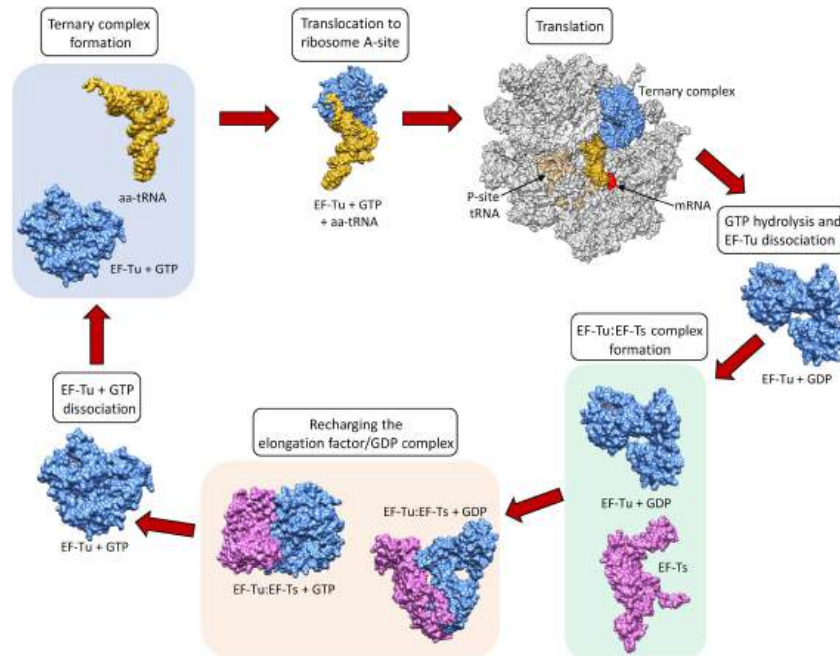 Ternary complex
formation
aa-tRNA
EF-Tu + GTP
Translocation to
ribosome A-site
EF-Tu + GTP
+ aa-tRNA
Translation
Ternary complex
P-site
tRNA
mRNA
GTP hydrolysis and
EF-Tu dissociation
EF-Tu + GDP
EF-Tu:EF-Ts complex
formation
EF-Tu + GDP
EF-Ts
Recharging the
elongation factor/GDP complex
EF-Tu:EF-Ts + GDP
EF-Tu:EF-Ts + GTP
EF-Tu + GTP
dissociation
EF-Tu + GTP